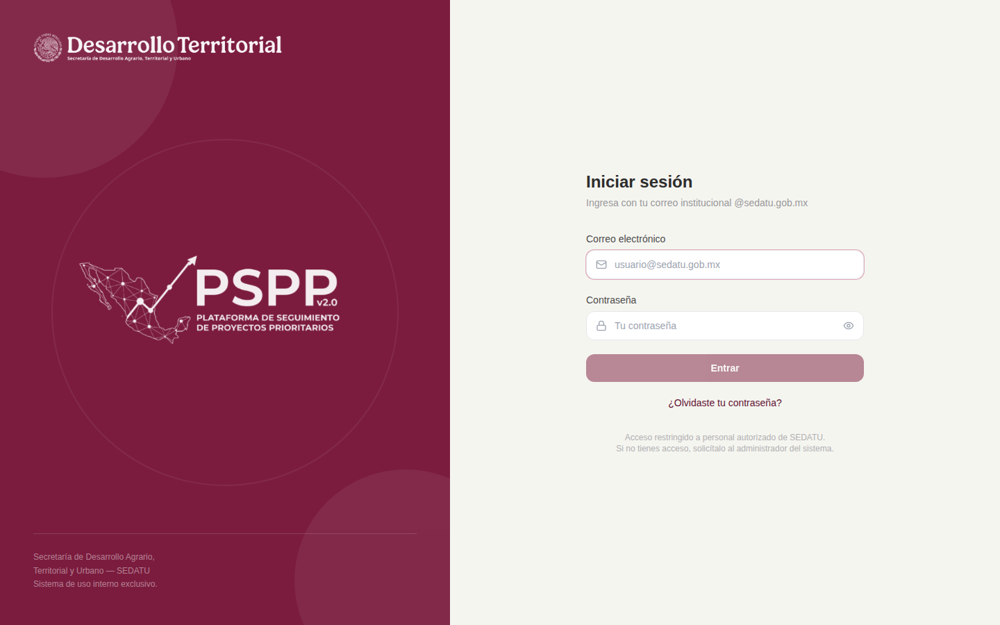 Desarrollo Territorial
Secretaría de Desarrollo Agrario, Territorial y Urbano
PSPP
v2.0
PLATAFORMA DE SEGUIMIENTO
DE PROYECTOS PRIORITARIOS
Secretaría de Desarrollo Agrario,
Territorial y Urbano — SEDATU
Sistema de uso interno exclusivo.
Iniciar sesión
Ingresa con tu correo institucional @sedatu.gob.mx
Correo electrónico
usuario@sedatu.gob.mx
Contraseña
Tu contraseña
Entrar
¿Olvidaste tu contraseña?
Acceso restringido a personal autorizado de SEDATU.
Si no tienes acceso, solicítalo al administrador del sistema.